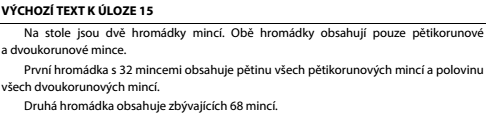 VÝCHOZÍ TEXT K ÚLOZE 15
Na stole jsou dvě hromádky mincí. Obě hromádky obsahují pouze pětikorunové
a dvoukorunové mince.
První hromádka s 32 mincemi obsahuje pětinu všech pětikorunových mincí a polovinu
všech dvoukorunových mincí.
Druhá hromádka obsahuje zbývajících 68 mincí.